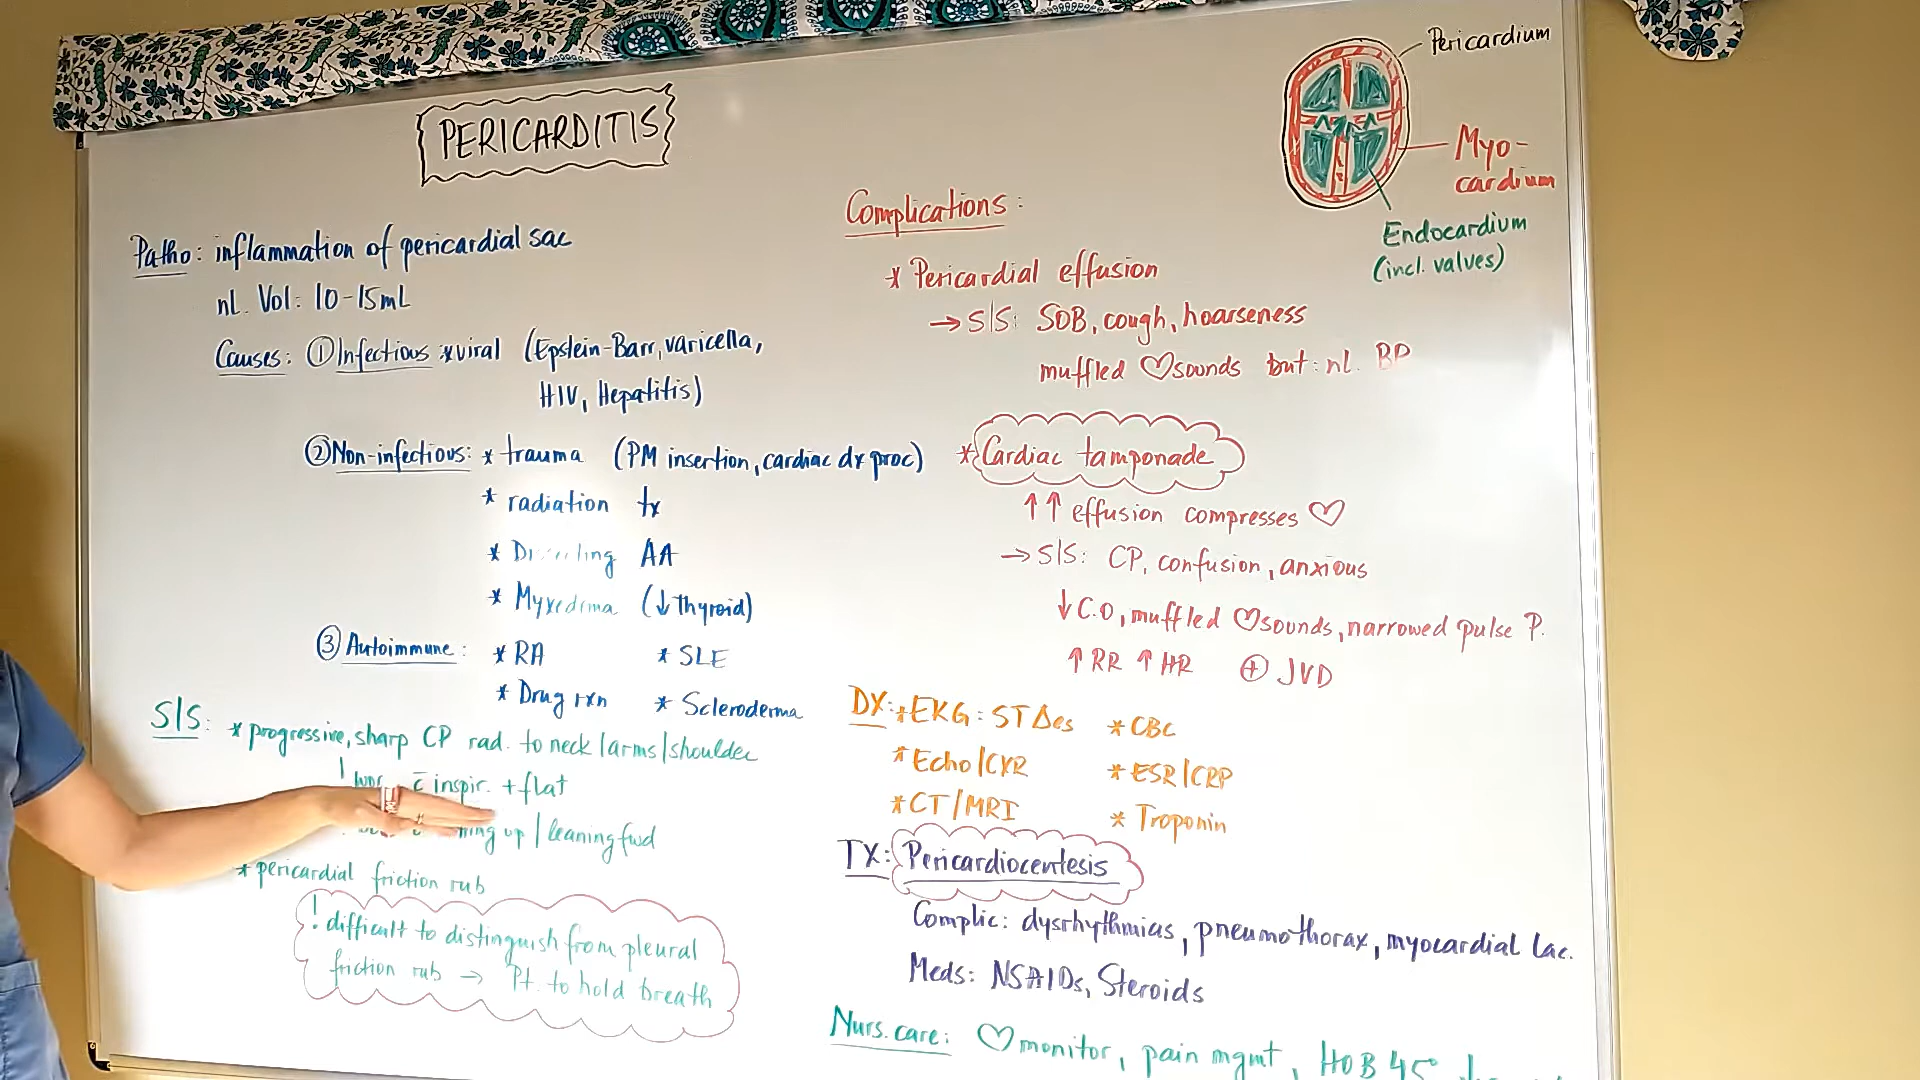 PERICARDITIS
Patho: inflammation of pericardial sac
nl. Vol: 10-15mL
Causes: ① Infectious * viral (Epstein-Barr, varicella,
HIV, Hepatitis)
② Non-infectious: * trauma (PM insertion, cardiac dx proc)
* radiation tx
* AA
* Myxedema (↓thyroid)
③ Autoimmune: * RA * SLE
* Drug rxn * Scleroderma
S/S: * progressive, sharp CP rad. to neck/arms/shoulder
c̄ inspir. + flat
up/leaning fwd
* pericardial friction rub
! difficult to distinguish from pleural
friction rub → Pt. to hold breath
Pericardium
Myo-
cardium
Endocardium
(incl. valves)
Complications:
* Pericardial effusion
→ S/S: SOB, cough, hoarseness
muffled ♡sounds but: nl. BP
* Cardiac tamponade
↑↑ effusion compresses ♡
→ S/S: CP, confusion, anxious
↓ C.O, muffled ♡sounds, narrowed pulse P.
↑ RR ↑ HR ⊕ JVD
DX: * EKG: ST Δes * CBC
* Echo/CXR * ESR/CRP
* CT/MRI * Troponin
TX: Pericardiocentesis
Complic: dysrhythmias, pneumothorax, myocardial lac.
Meds: NSAIDs, Steroids
Nurs. care: ♡monitor, pain mgmt, HOB 45°